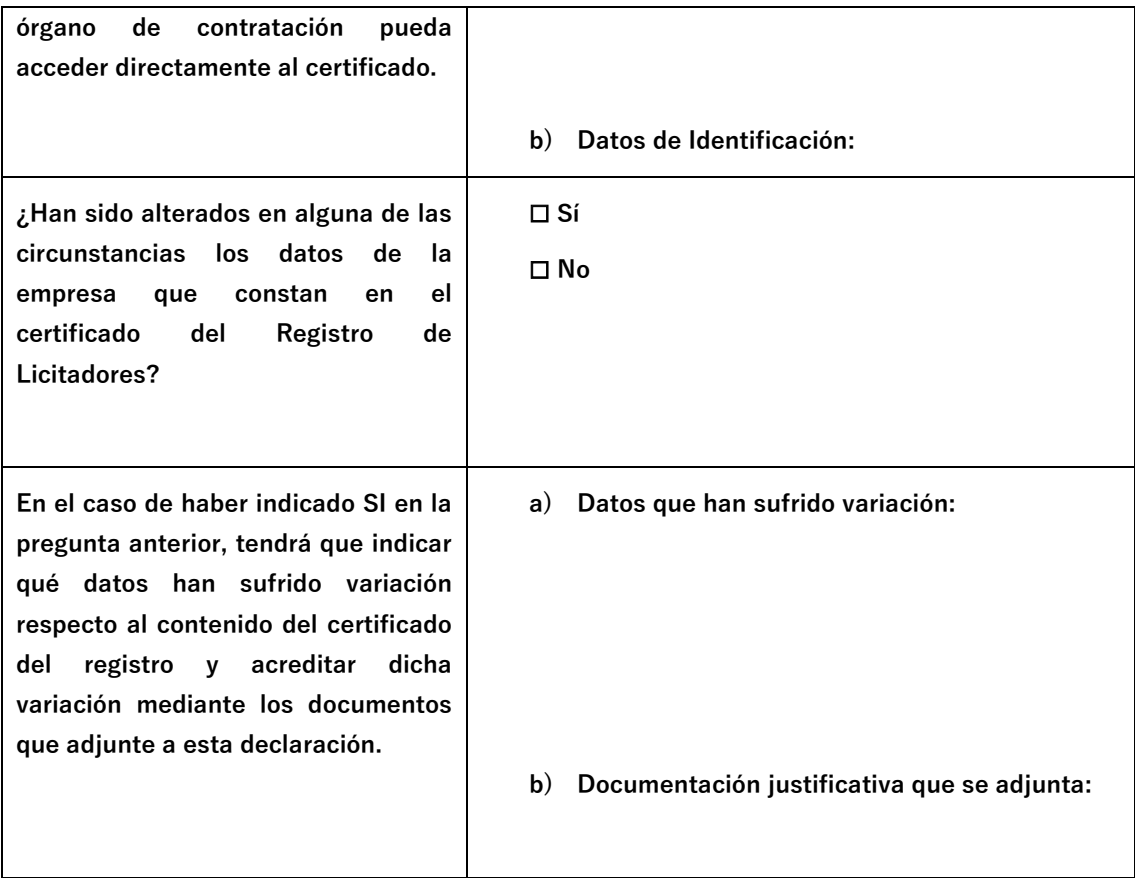 órgano de contratación pueda
acceder directamente al certificado.
b) Datos de Identificación:
¿Han sido alterados en alguna de las
circunstancias los datos de la
empresa que constan en el
certificado del Registro de
Licitadores?
☐ Sí
☐ No
En el caso de haber indicado SI en la
pregunta anterior, tendrá que indicar
qué datos han sufrido variación
respecto al contenido del certificado
del registro y acreditar dicha
variación mediante los documentos
que adjunte a esta declaración.
a) Datos que han sufrido variación:
b) Documentación justificativa que se adjunta: